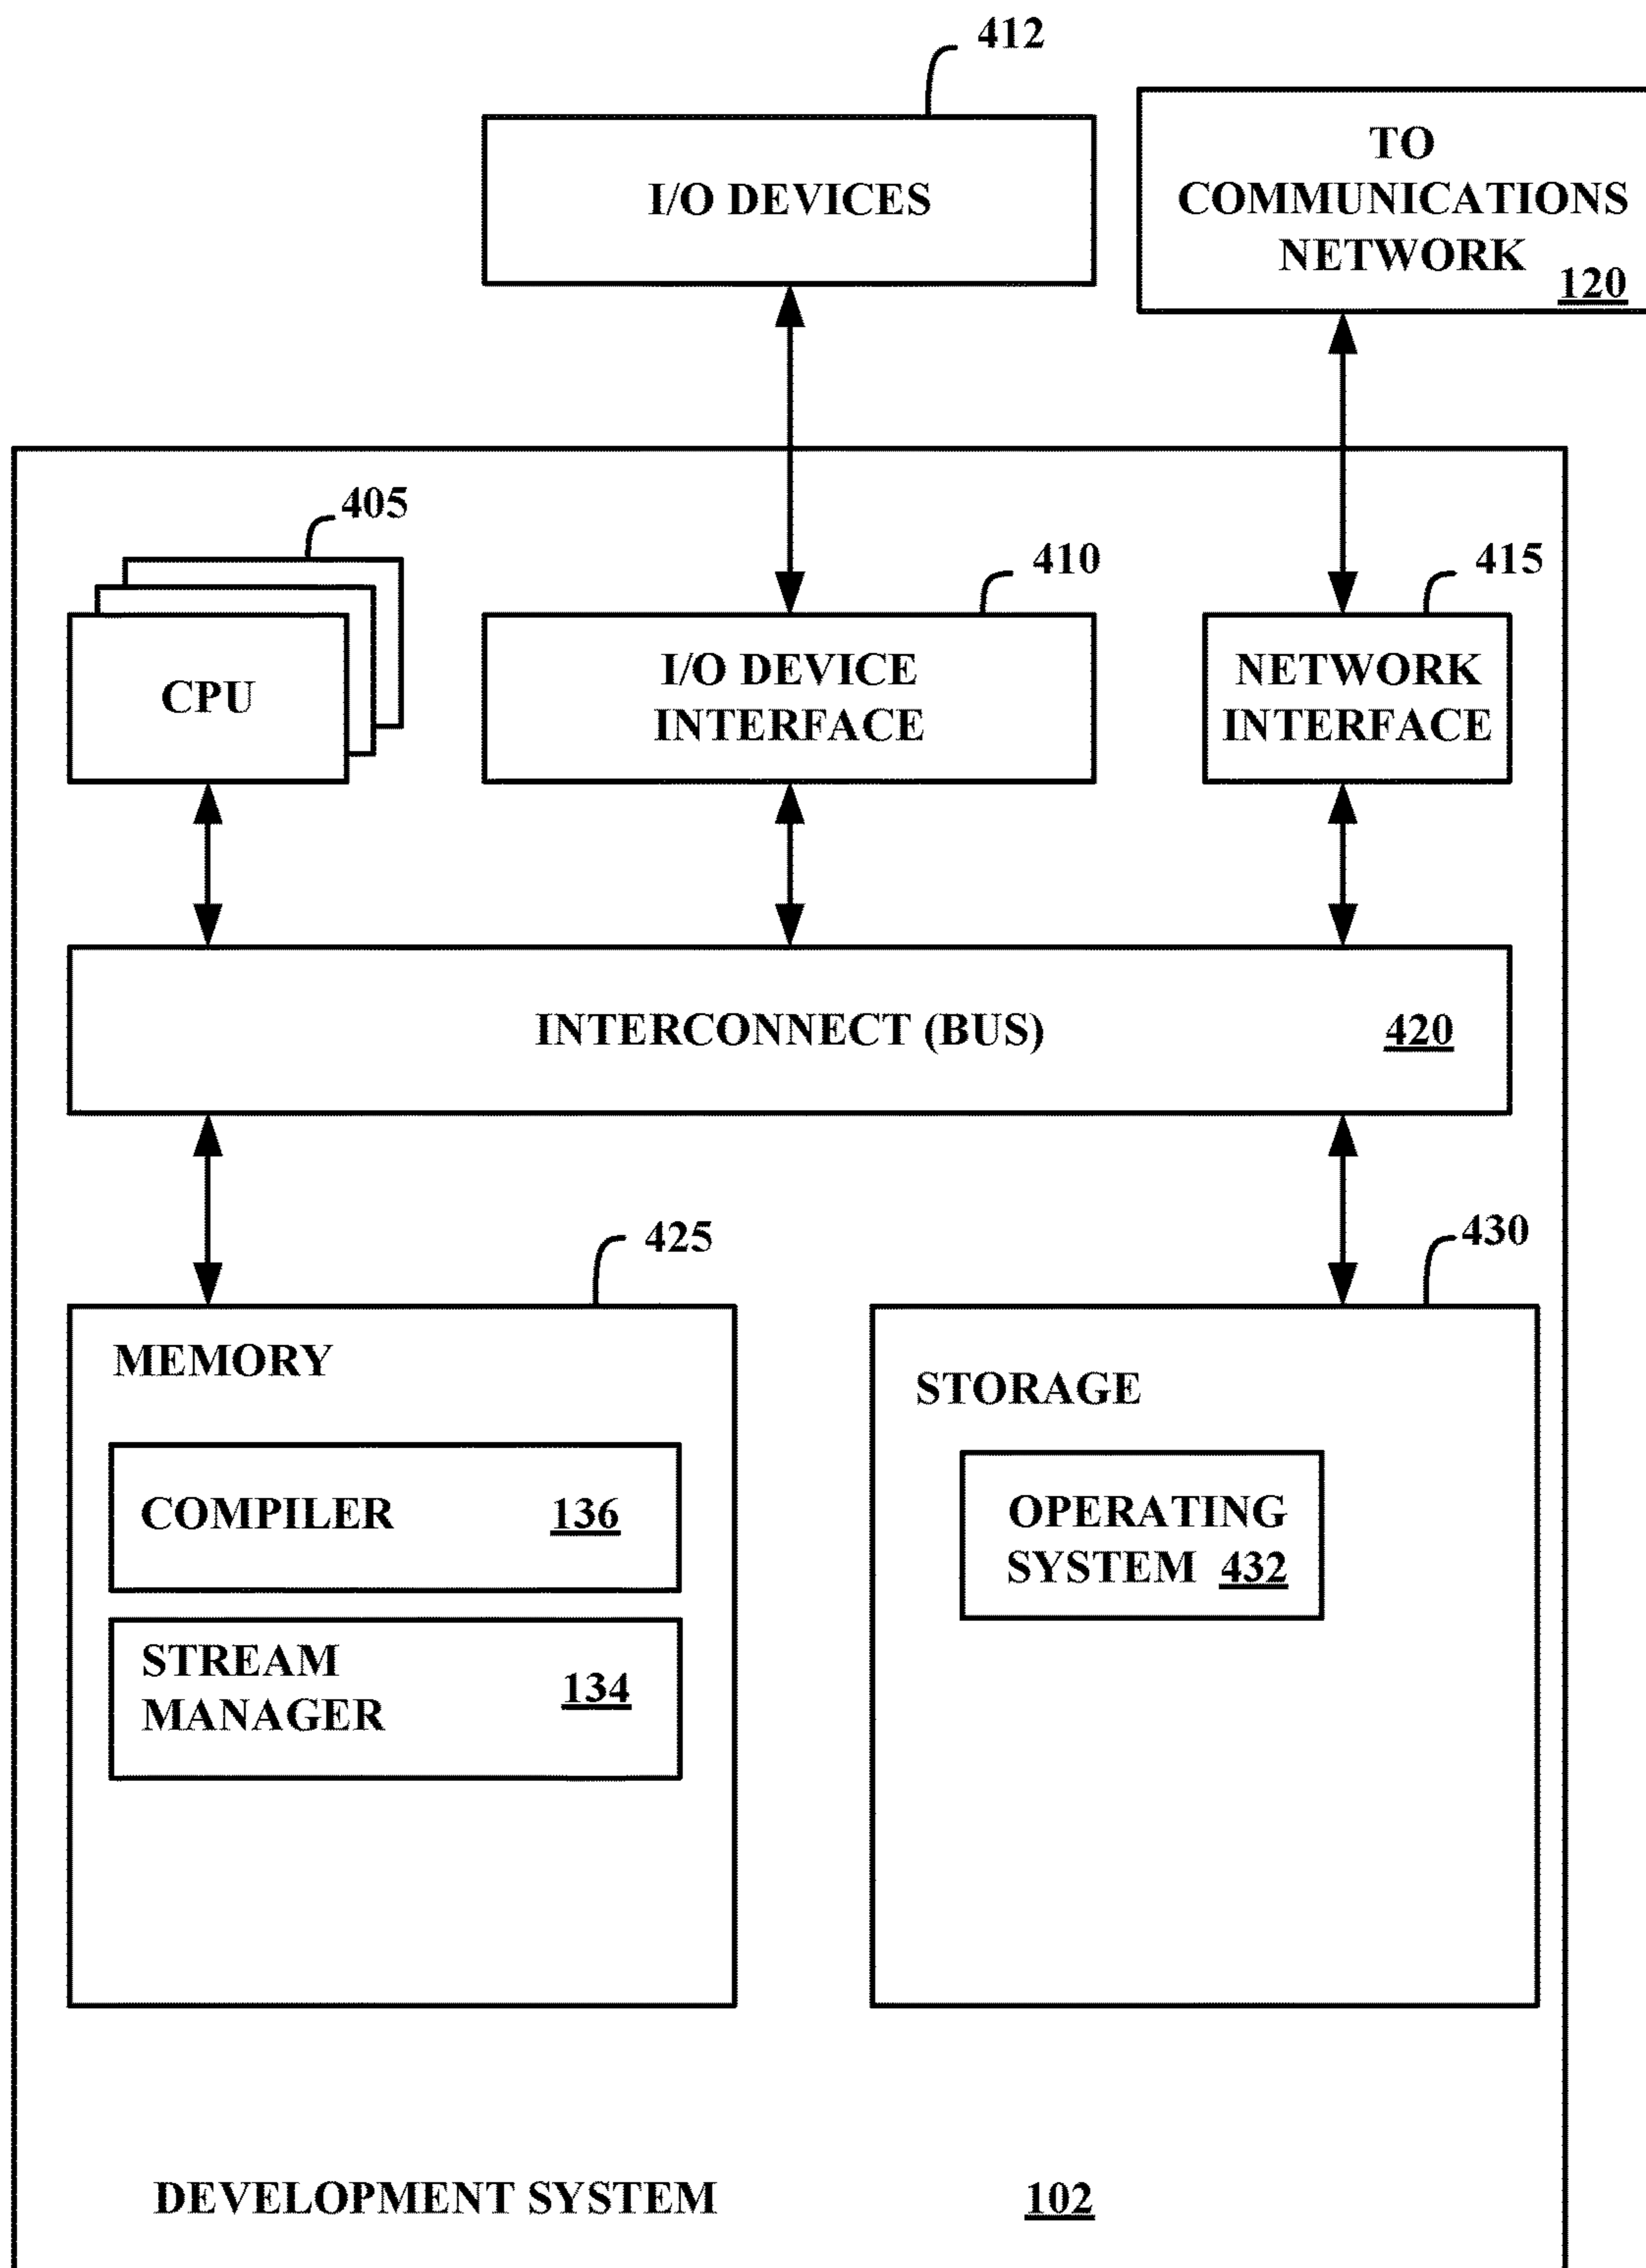 412
I/O DEVICES
TO
COMMUNICATIONS
NETWORK
120
405
CPU
410
I/O DEVICE
INTERFACE
415
NETWORK
INTERFACE
INTERCONNECT (BUS) 420
425
MEMORY
COMPILER 136
STREAM
MANAGER
134
430
STORAGE
OPERATING
SYSTEM 432
DEVELOPMENT SYSTEM 102